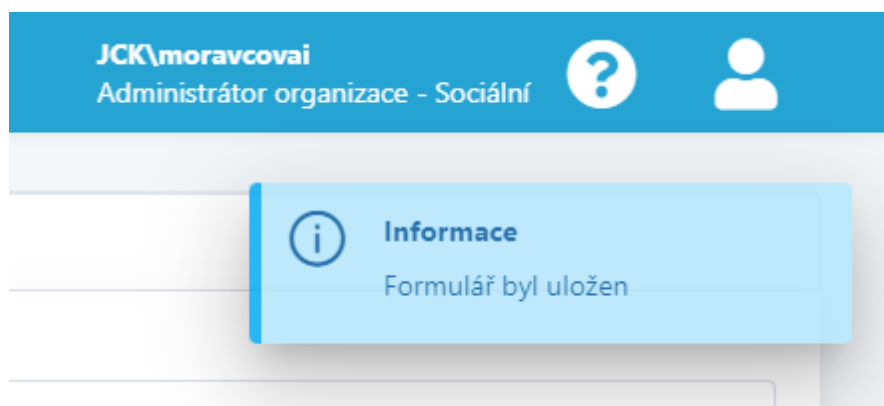 JCK\moravcovai
Administrátor organizace - Sociální
Informace
Formulář byl uložen